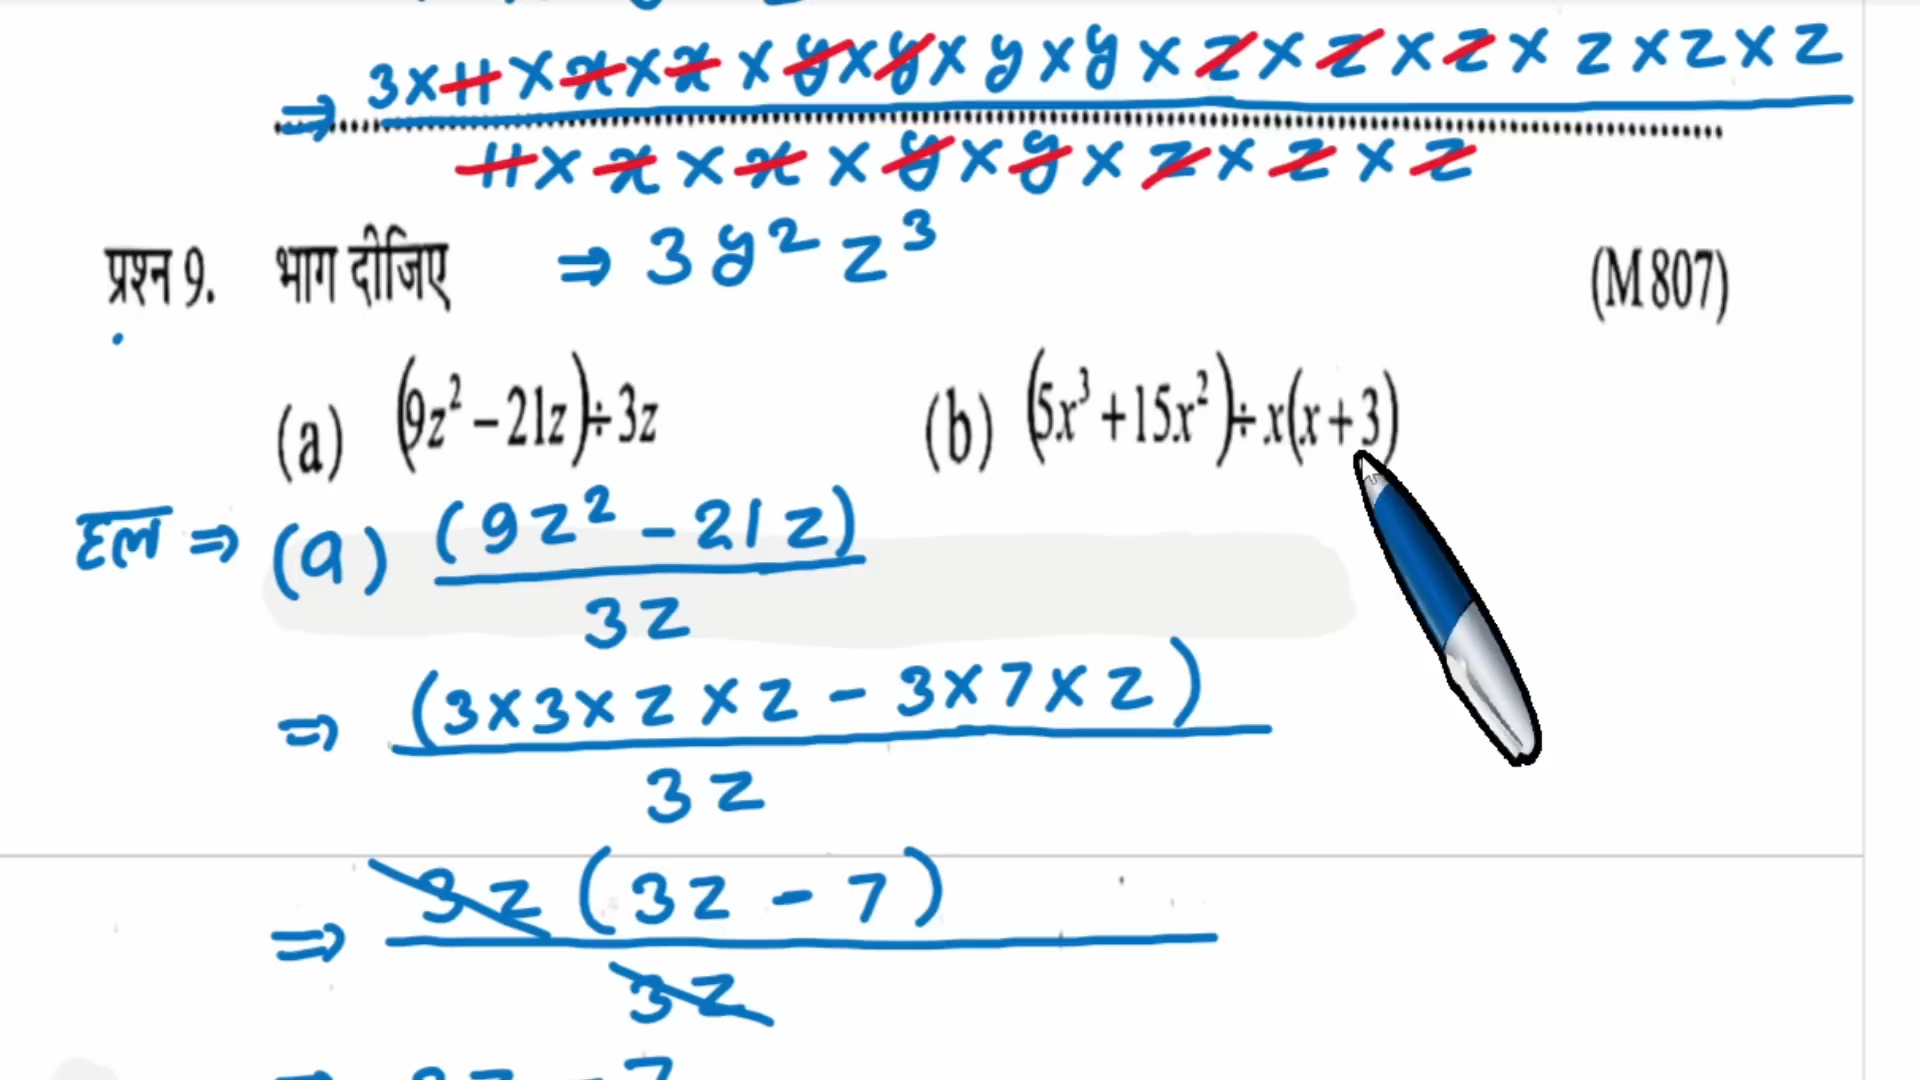 ⇒ 3×11×x×x×y×y×y×y×z×z×z×z×z×z
11×x×x×y×y×z×z×z
⇒ 3y²z³
प्रश्न 9. भाग दीजिए (M 807)
(a) (9z² – 21z) ÷ 3z (b) (5x³ + 15x²) ÷ x(x + 3)
हल ⇒ (a) (9z² – 21z)
3z
⇒ (3×3×z×z – 3×7×z)
3z
⇒ 3z (3z – 7)
3z